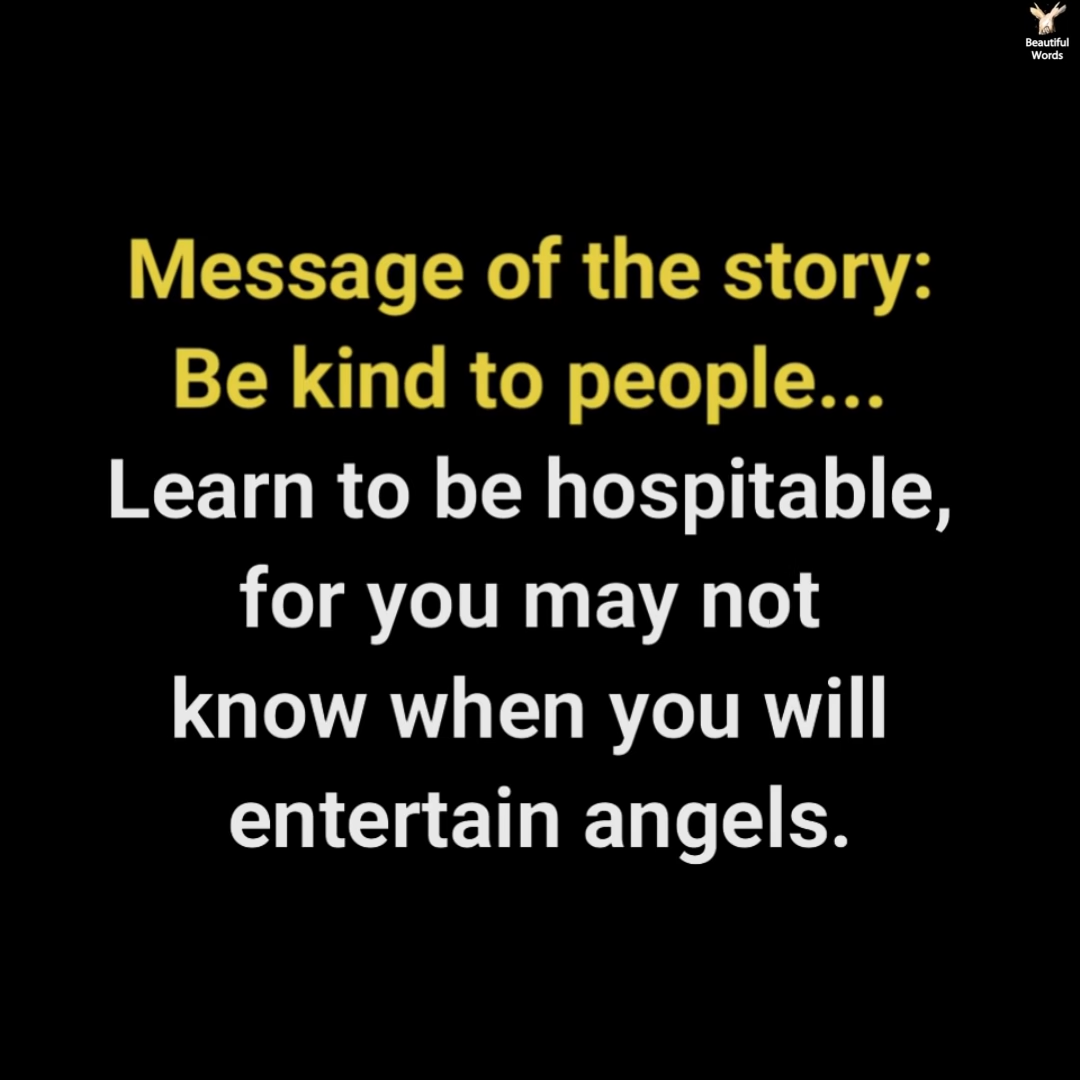 Beautiful
Words
Message of the story:
Be kind to people...
Learn to be hospitable,
for you may not
know when you will
entertain angels.